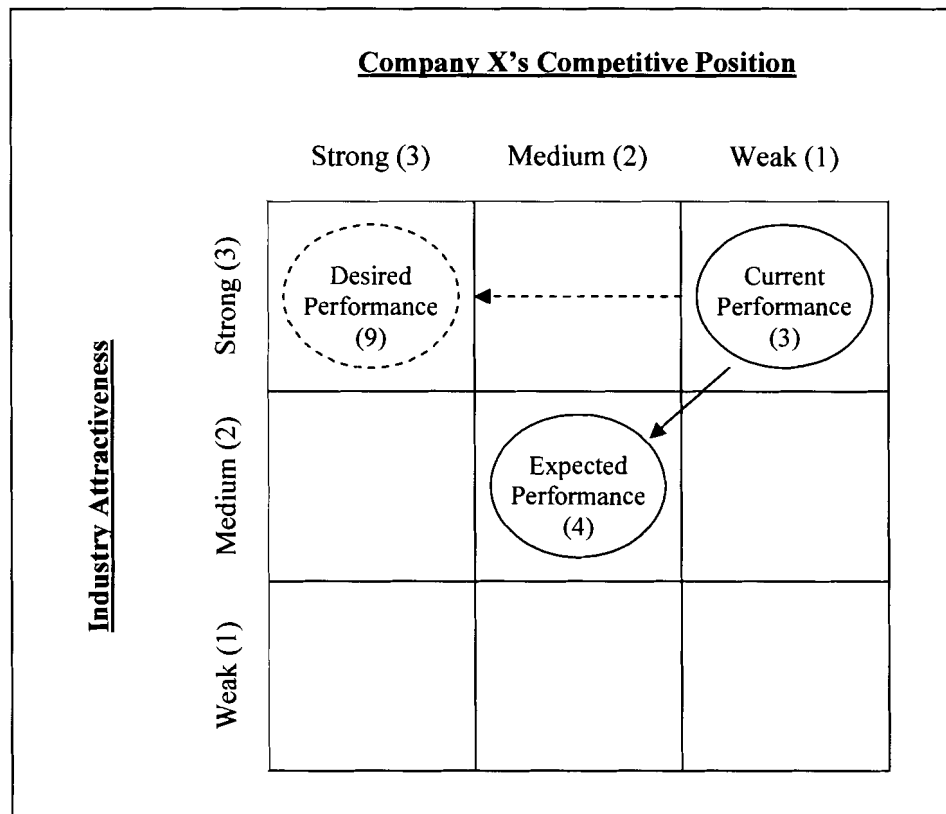 Company X's Competitive Position
Strong (3) Medium (2) Weak (1)
Industry Attractiveness
Strong (3)
Desired
Performance
(9)
Current
Performance
(3)
Medium (2)
Expected
Performance
(4)
Weak (1)